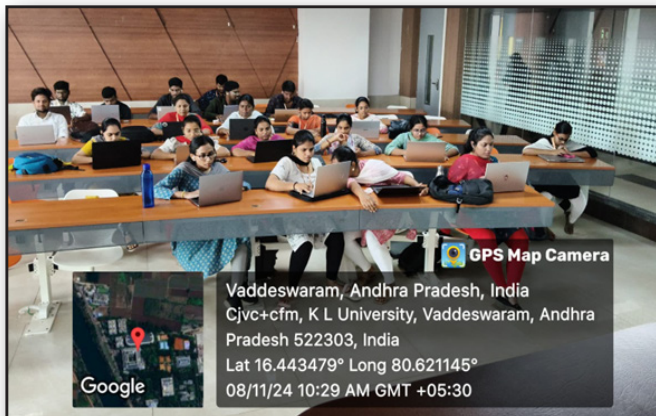 GPS Map Camera
Vaddeswaram, Andhra Pradesh, India
Cjvc+cfm, K L University, Vaddeswaram, Andhra
Pradesh 522303, India
Lat 16.443479° Long 80.621145°
08/11/24 10:29 AM GMT +05:30
Google